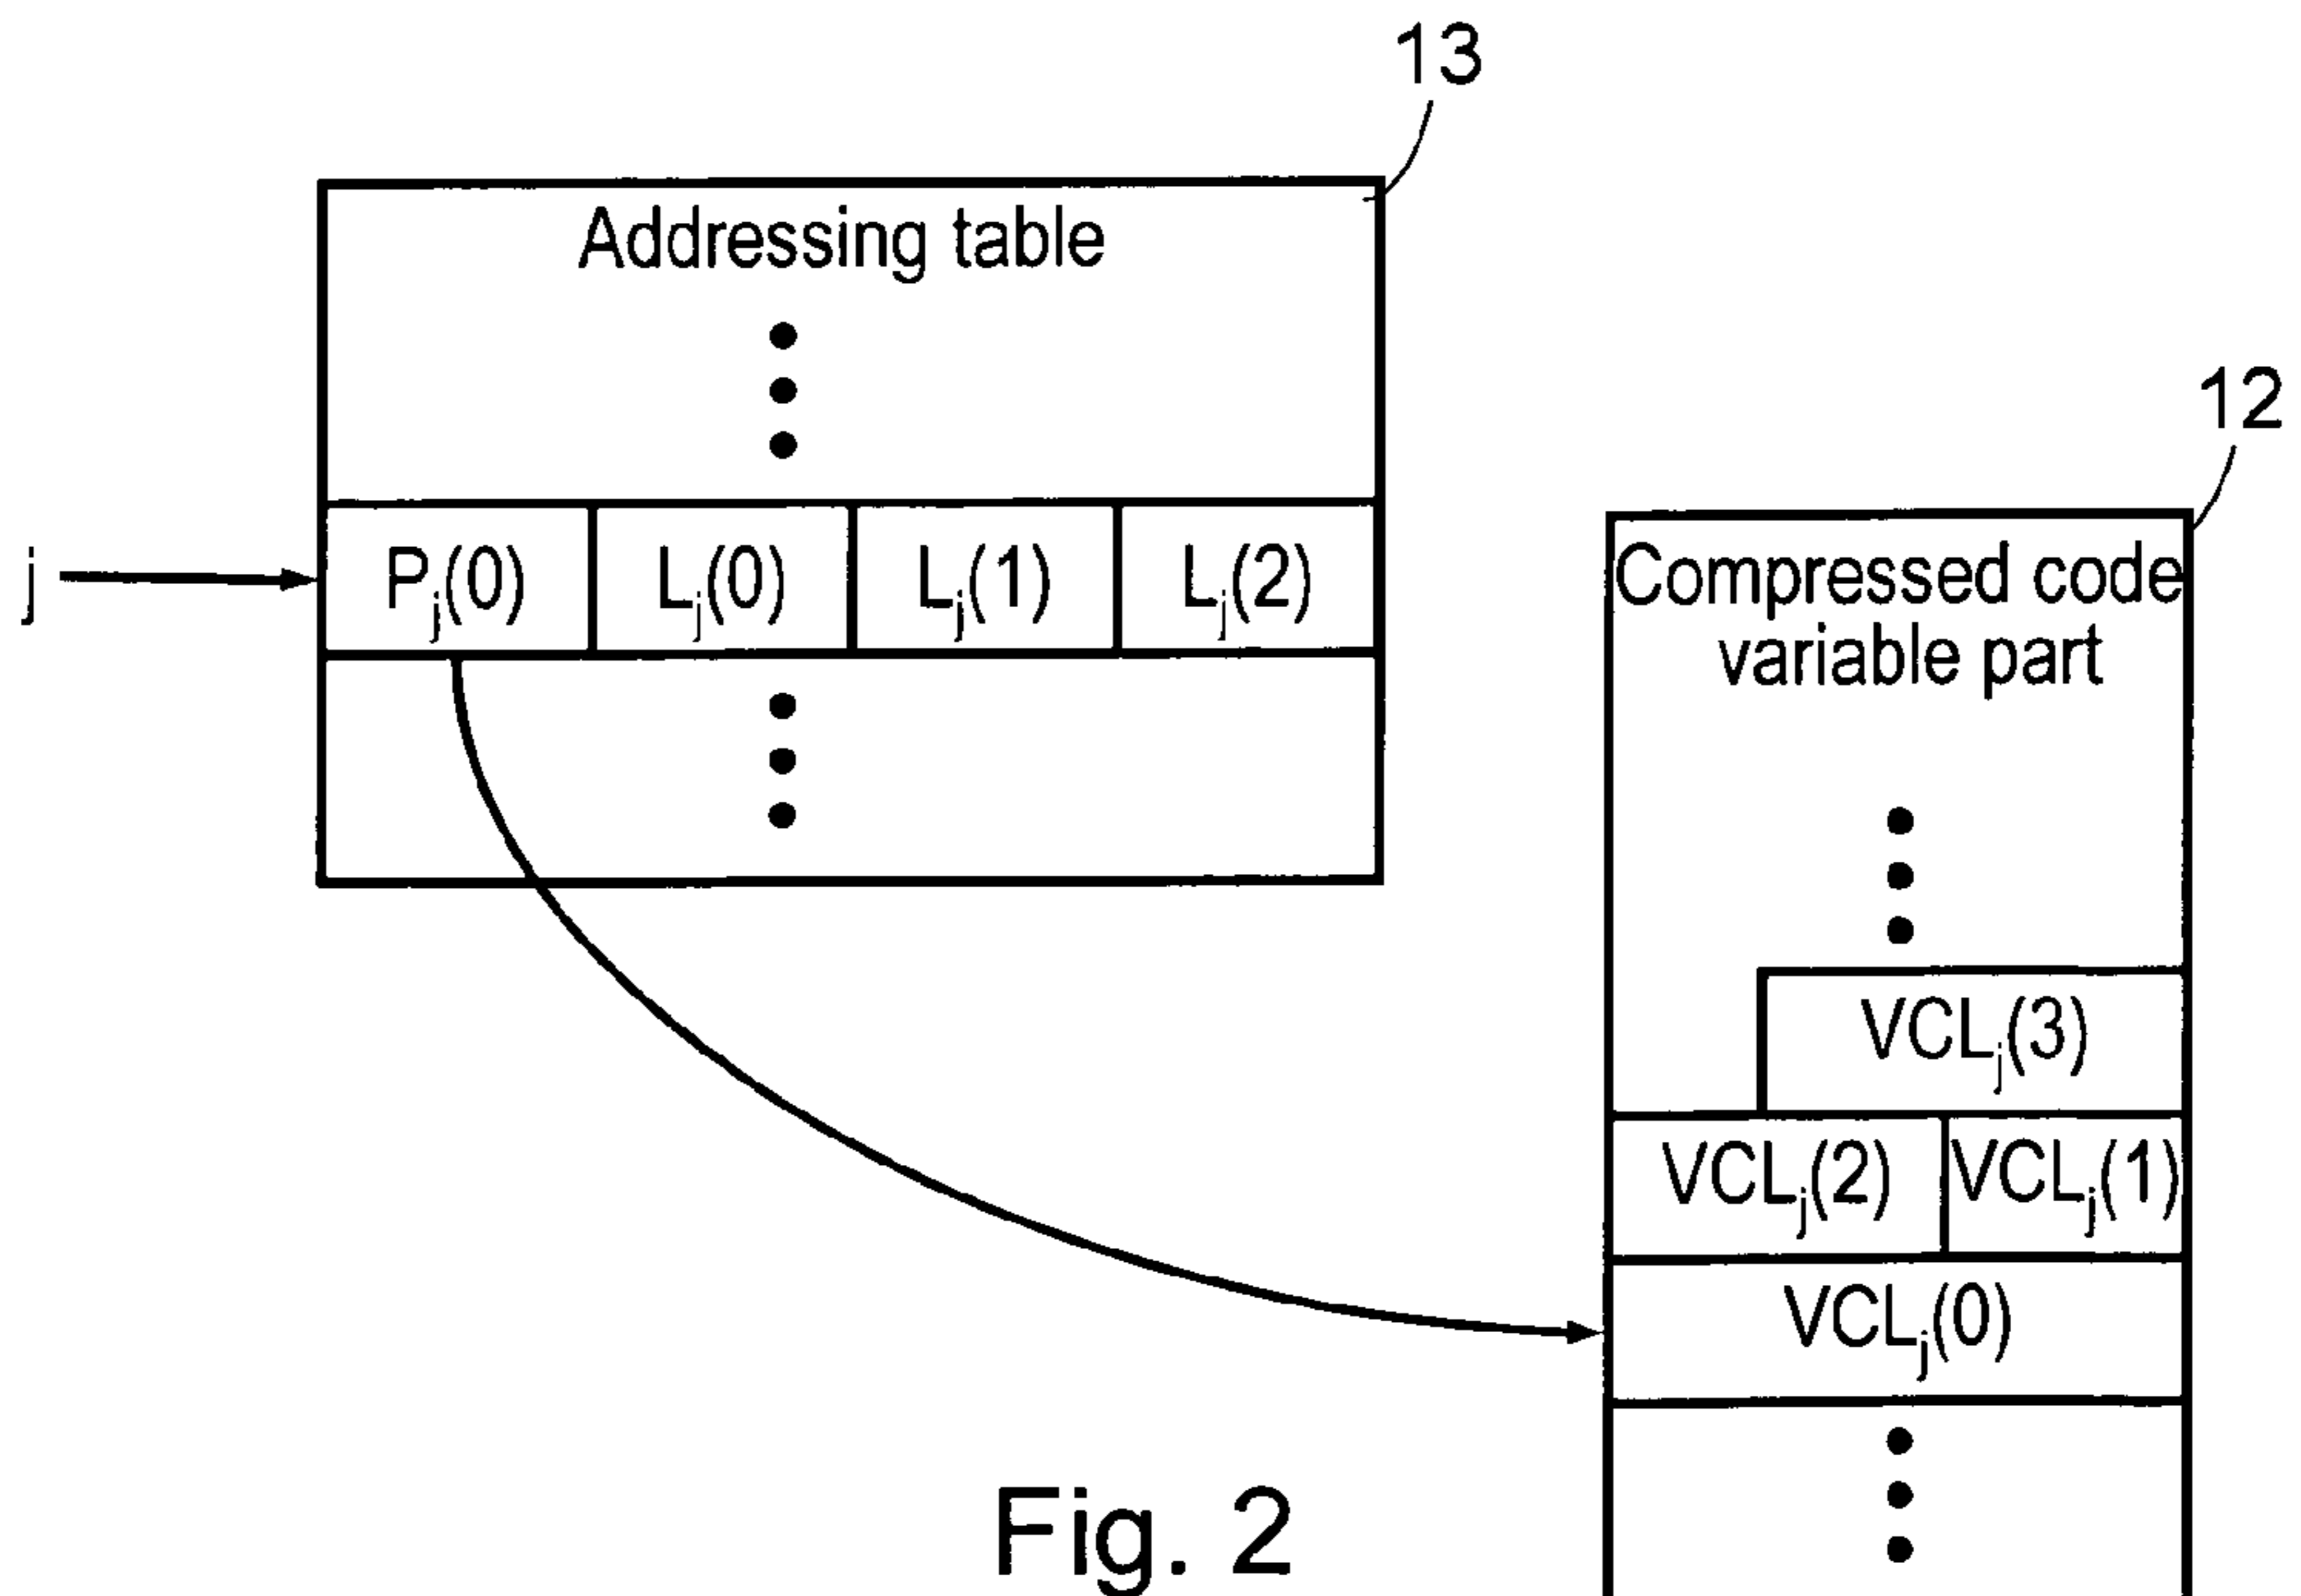 13
Addressing table
12
j
Pj(0) Lj(0) Lj(1) Lj(2)
Compressed code
variable part
VCLj(3)
VCLj(2) VCLj(1)
VCLj(0)
Fig. 2